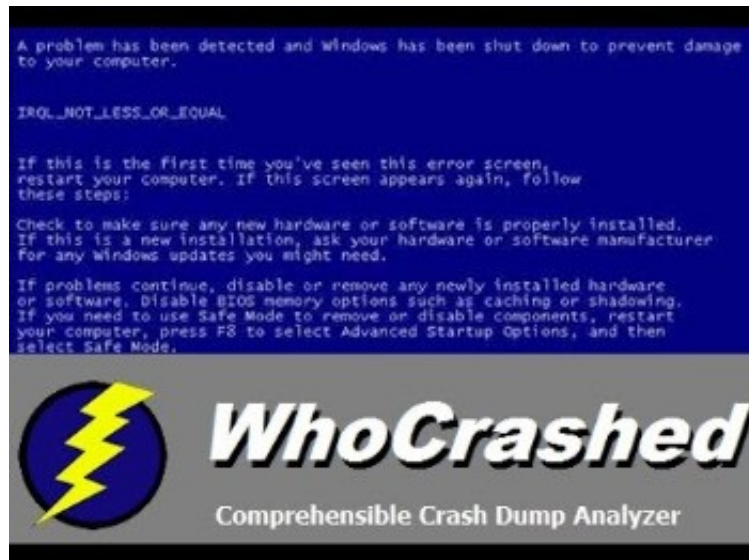 A problem has been detected and Windows has been shut down to prevent damage
to your computer.
IRQL_NOT_LESS_OR_EQUAL
If this is the first time you've seen this error screen,
restart your computer. If this screen appears again, follow
these steps:
Check to make sure any new hardware or software is properly installed.
If this is a new installation, ask your hardware or software manufacturer
for any Windows updates you might need.
If problems continue, disable or remove any newly installed hardware
or software. Disable BIOS memory options such as caching or shadowing.
If you need to use Safe Mode to remove or disable components, restart
your computer, press F8 to select Advanced Startup Options, and then
select Safe Mode.
WhoCrashed
Comprehensible Crash Dump Analyzer